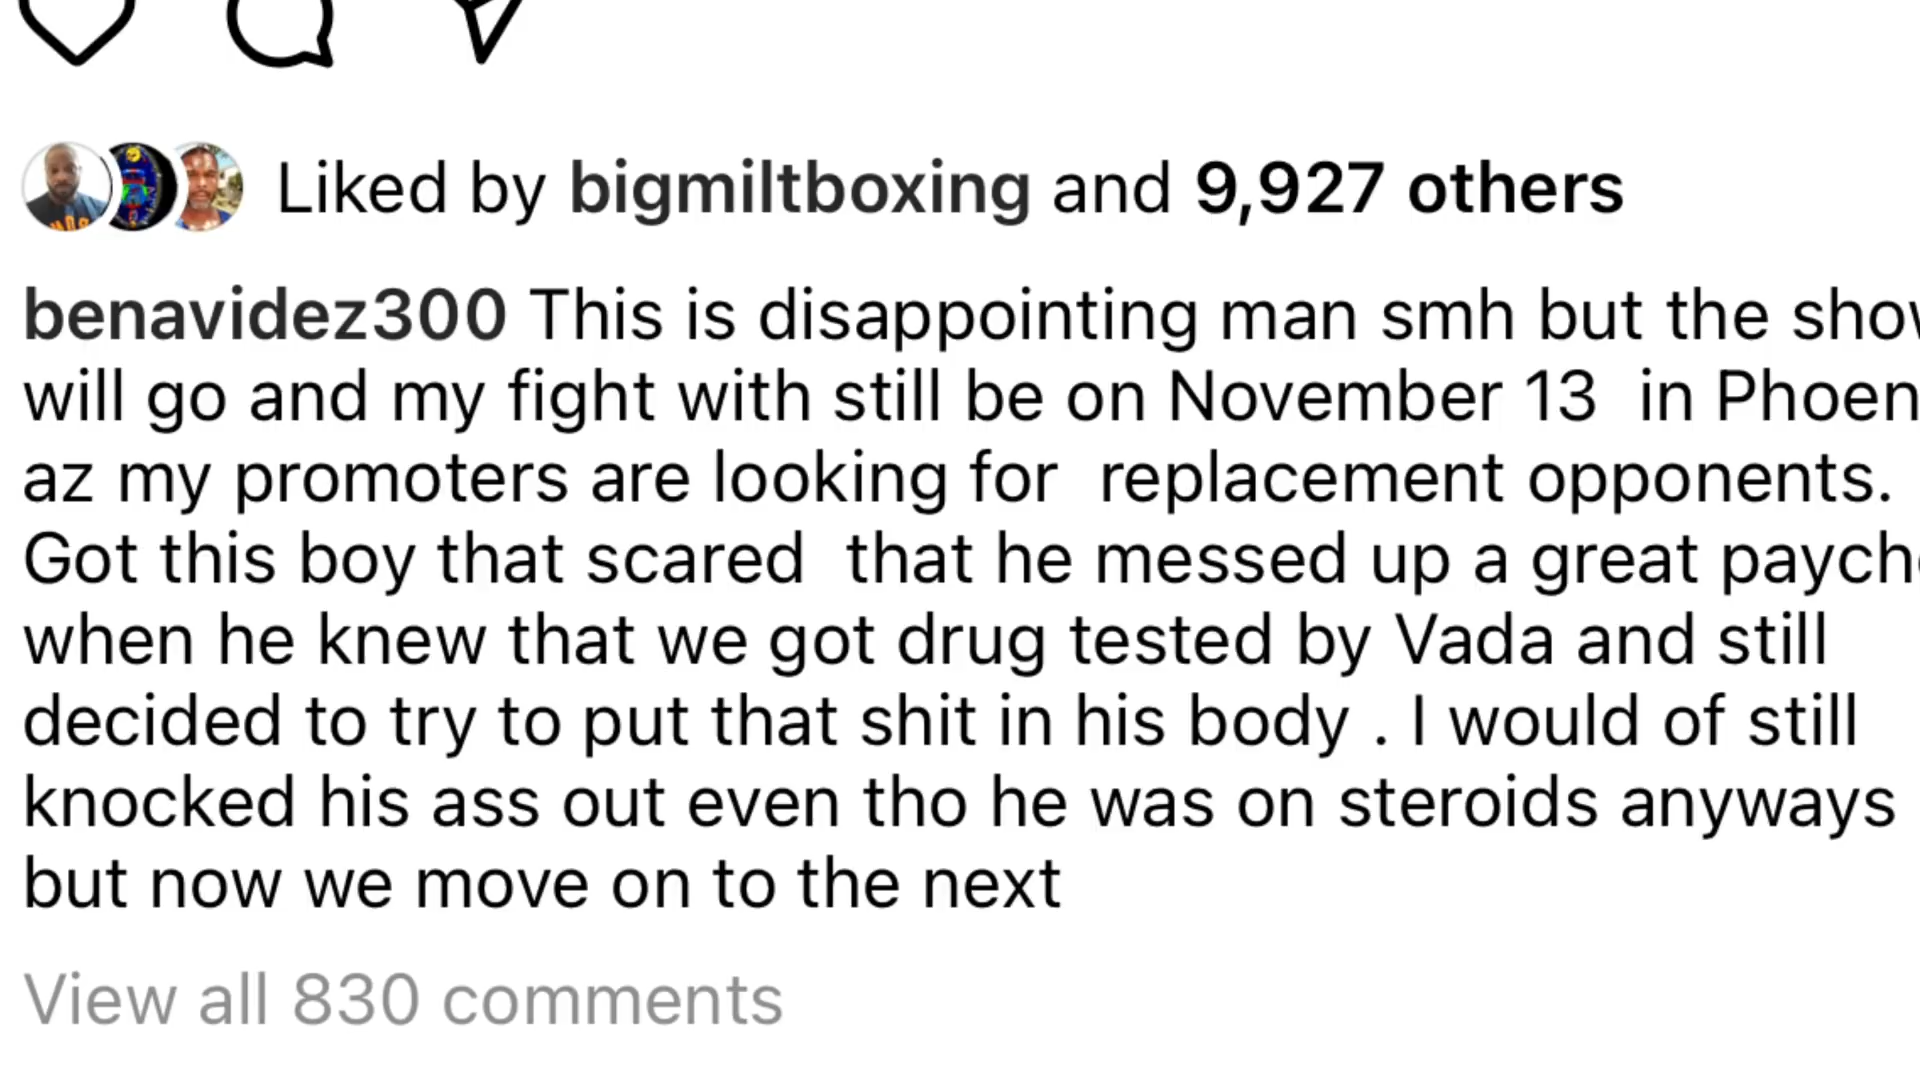 Liked by bigmiltboxing and 9,927 others
benavidez300 This is disappointing man smh but the show
will go and my fight with still be on November 13  in Phoen
az my promoters are looking for  replacement opponents.
Got this boy that scared  that he messed up a great payche
when he knew that we got drug tested by Vada and still
decided to try to put that shit in his body . I would of still
knocked his ass out even tho he was on steroids anyways
but now we move on to the next
View all 830 comments